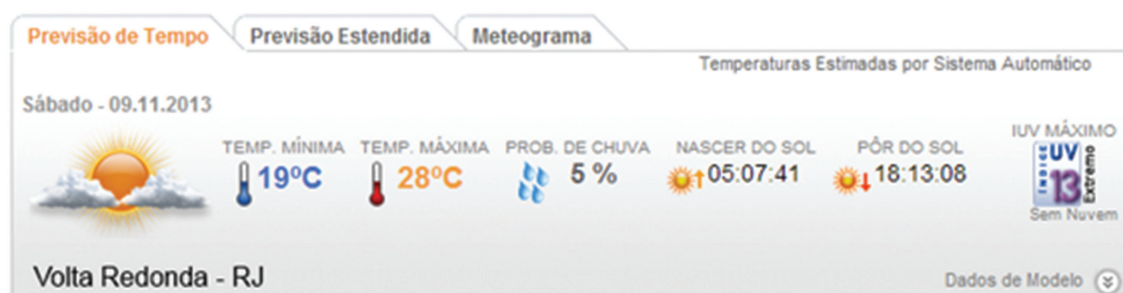 Previsão de Tempo Previsão Estendida Meteograma
Temperaturas Estimadas por Sistema Automático
Sábado - 09.11.2013
TEMP. MÍNIMA TEMP. MÁXIMA PROB. DE CHUVA NASCER DO SOL PÔR DO SOL IUV MÁXIMO
19ºC 28ºC 5 % 05:07:41 18:13:08 ÍNDICE UV 13 Extremo
Sem Nuvem
Volta Redonda - RJ Dados de Modelo